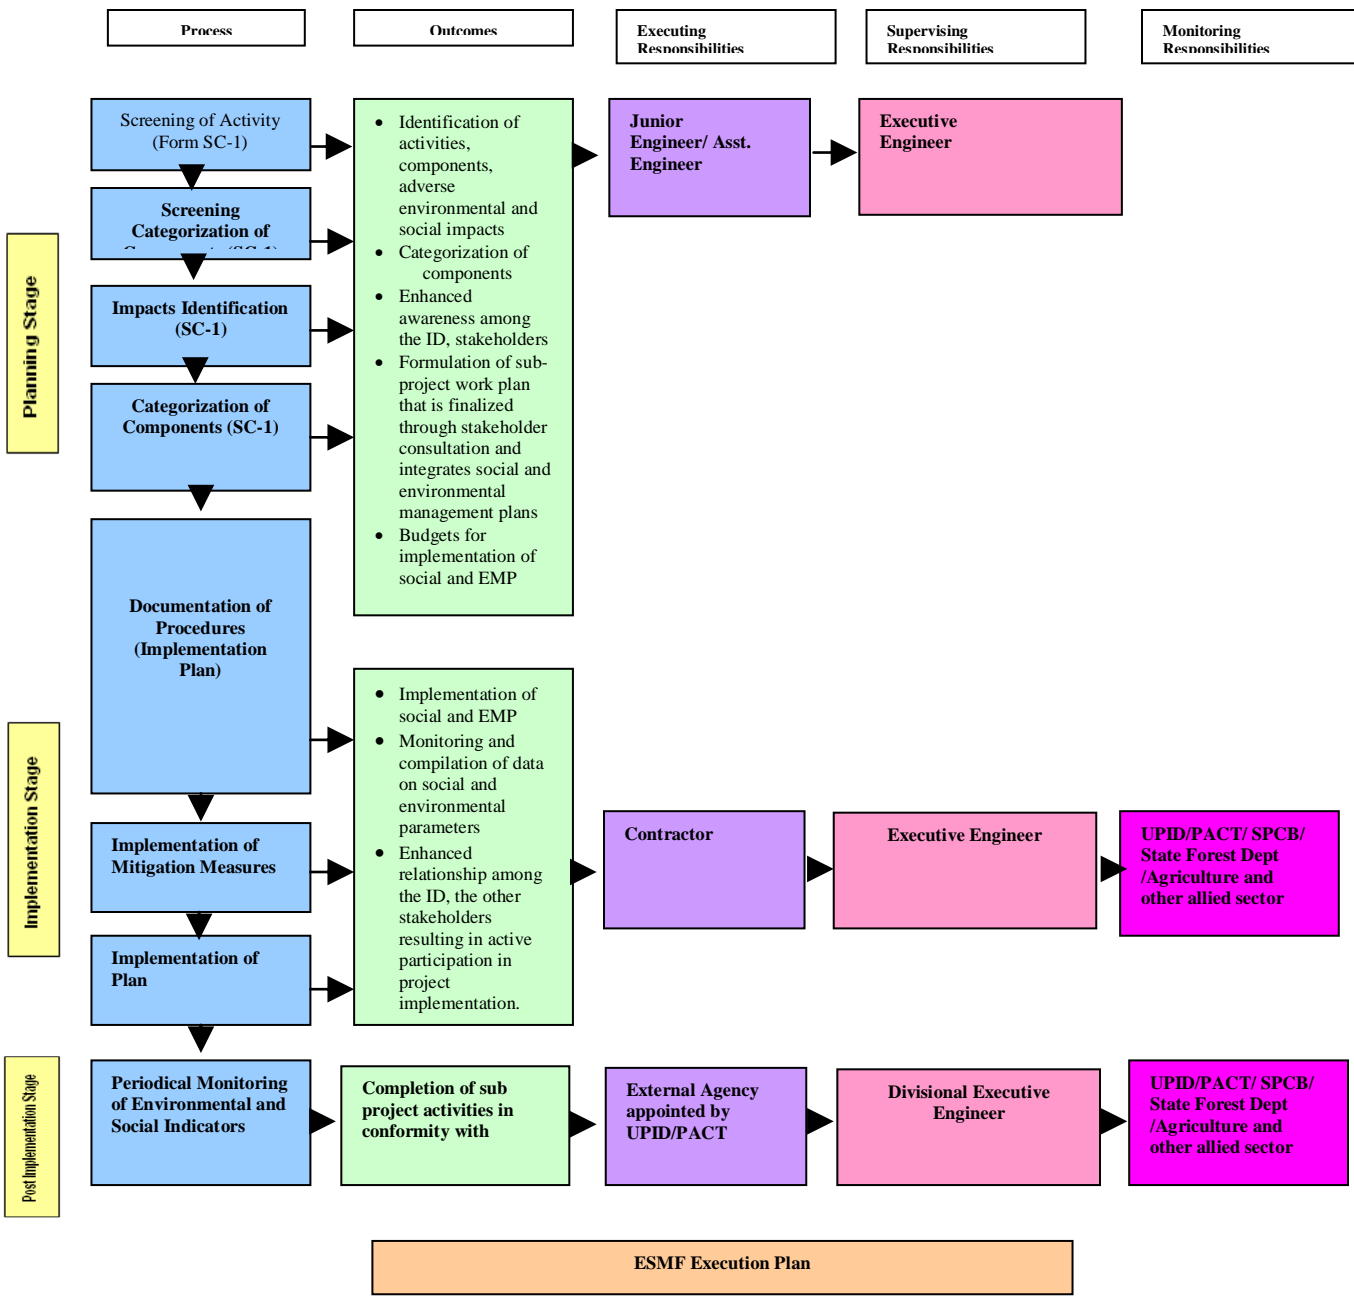 Process
Outcomes
Executing
Responsibilities
Supervising
Responsibilities
Monitoring
Responsibilities
Planning Stage
Screening of Activity
(Form SC-1)
Screening
Categorization of
Components (SC-1)
Impacts Identification
(SC-1)
Categorization of
Components (SC-1)
Documentation of
Procedures
(Implementation
Plan)
• Identification of
activities,
components,
adverse
environmental and
social impacts
• Categorization of
components
• Enhanced
awareness among
the ID, stakeholders
• Formulation of sub-
project work plan
that is finalized
through stakeholder
consultation and
integrates social and
environmental
management plans
• Budgets for
implementation of
social and EMP
Junior
Engineer/ Asst.
Engineer
Executive
Engineer
Implementation Stage
Implementation of
Mitigation Measures
Implementation of
Plan
• Implementation of
social and EMP
• Monitoring and
compilation of data
on social and
environmental
parameters
• Enhanced
relationship among
the ID, the other
stakeholders
resulting in active
participation in
project
implementation.
Contractor
Executive Engineer
UPID/PACT/ SPCB/
State Forest Dept
/Agriculture and
other allied sector
Post Implementation Stage
Periodical Monitoring
of Environmental and
Social Indicators
Completion of sub
project activities in
conformity with
External Agency
appointed by
UPID/PACT
Divisional Executive
Engineer
UPID/PACT/ SPCB/
State Forest Dept
/Agriculture and
other allied sector
ESMF Execution Plan